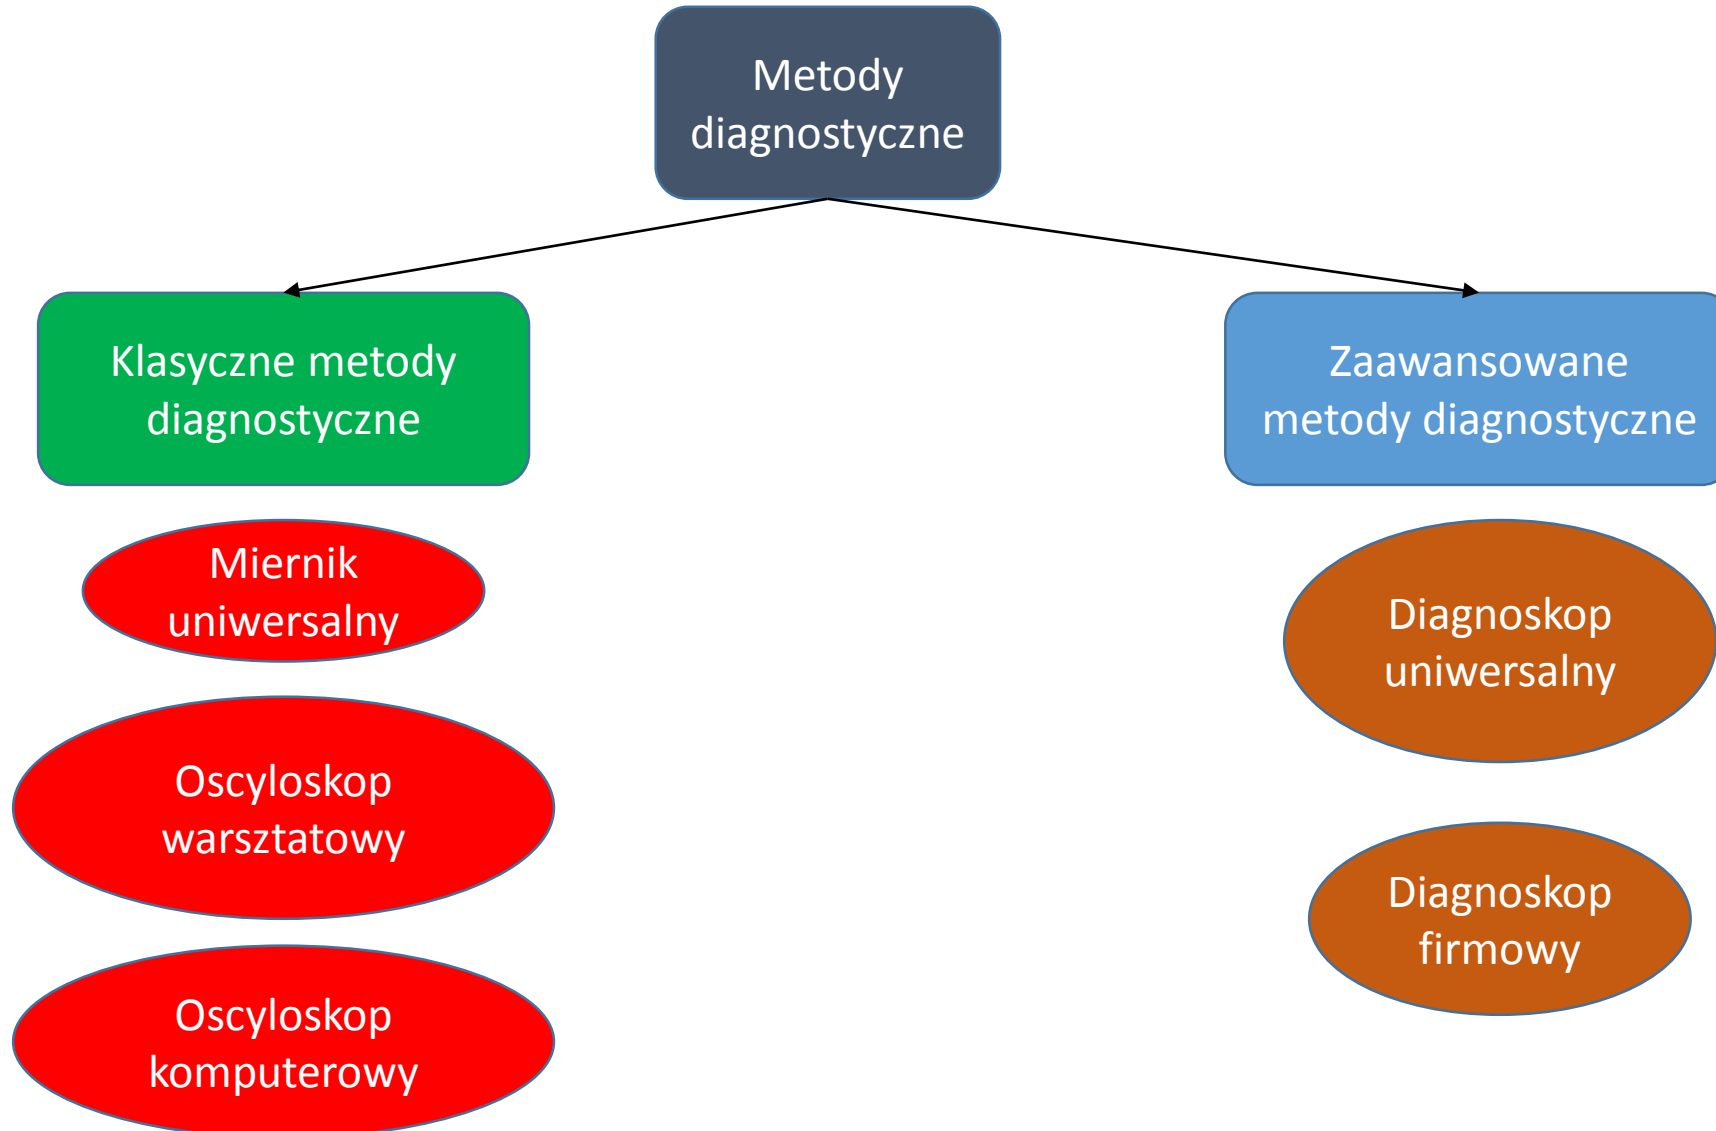 Metody
diagnostyczne
Klasyczne metody
diagnostyczne
Zaawansowane
metody diagnostyczne
Miernik
uniwersalny
Oscyloskop
warsztatowy
Oscyloskop
komputerowy
Diagnoskop
uniwersalny
Diagnoskop
firmowy